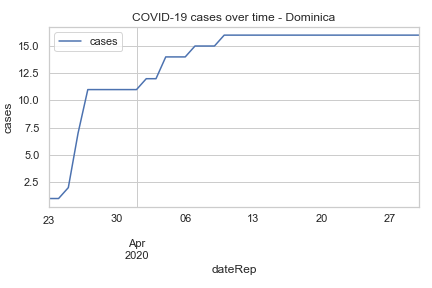 COVID-19 cases over time - Dominica
cases
15.0
12.5
10.0
7.5
5.0
2.5
cases
23 30 06 13 20 27
Apr
2020
dateRep